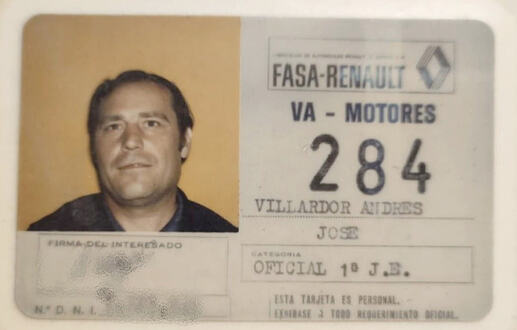 FASA-RENAULT
VA - MOTORES
284
VILLARDOR ANDRES
JOSE
FIRMA DEL INTERESADO
CATEGORIA
OFICIAL 1ª J.E.
N.º D. N. I.
ESTA TARJETA ES PERSONAL.
EXHIBASE A TODO REQUERIMIENTO OFICIAL.